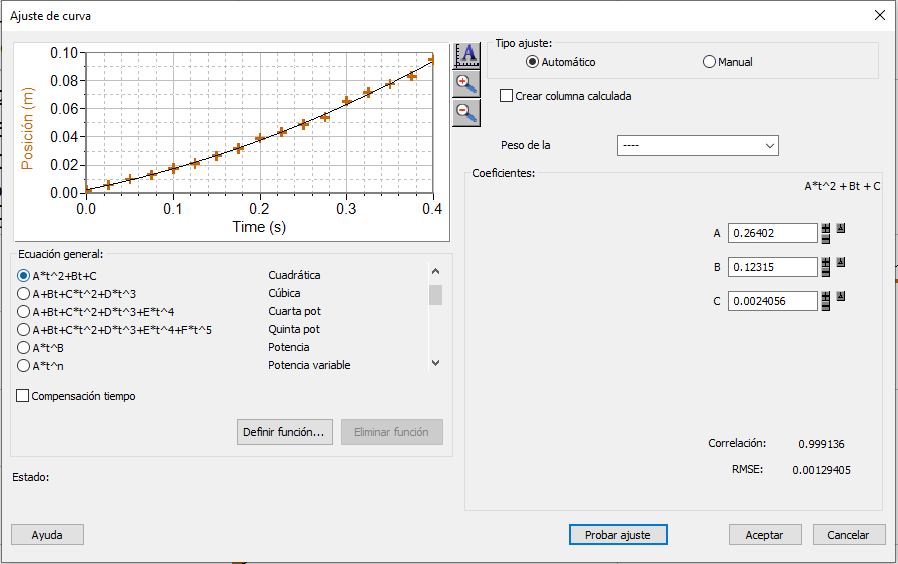 Ajuste de curva
Posición (m)
0.10
0.08
0.06
0.04
0.02
0.00
0.0 0.1 0.2 0.3 0.4
Time (s)
A
Tipo ajuste:
Automático Manual
Crear columna calculada
Peso de la ----
Coeficientes:
A*t^2 + Bt + C
A 0.26402
B 0.12315
C 0.0024056
Correlación: 0.999136
RMSE: 0.00129405
Ecuación general:
A*t^2+Bt+C Cuadrática
A+Bt+C*t^2+D*t^3 Cúbica
A+Bt+C*t^2+D*t^3+E*t^4 Cuarta pot
A+Bt+C*t^2+D*t^3+E*t^4+F*t^5 Quinta pot
A*t^B Potencia
A*t^n Potencia variable
Compensación tiempo
Definir función... Eliminar función
Estado:
Ayuda Probar ajuste Aceptar Cancelar